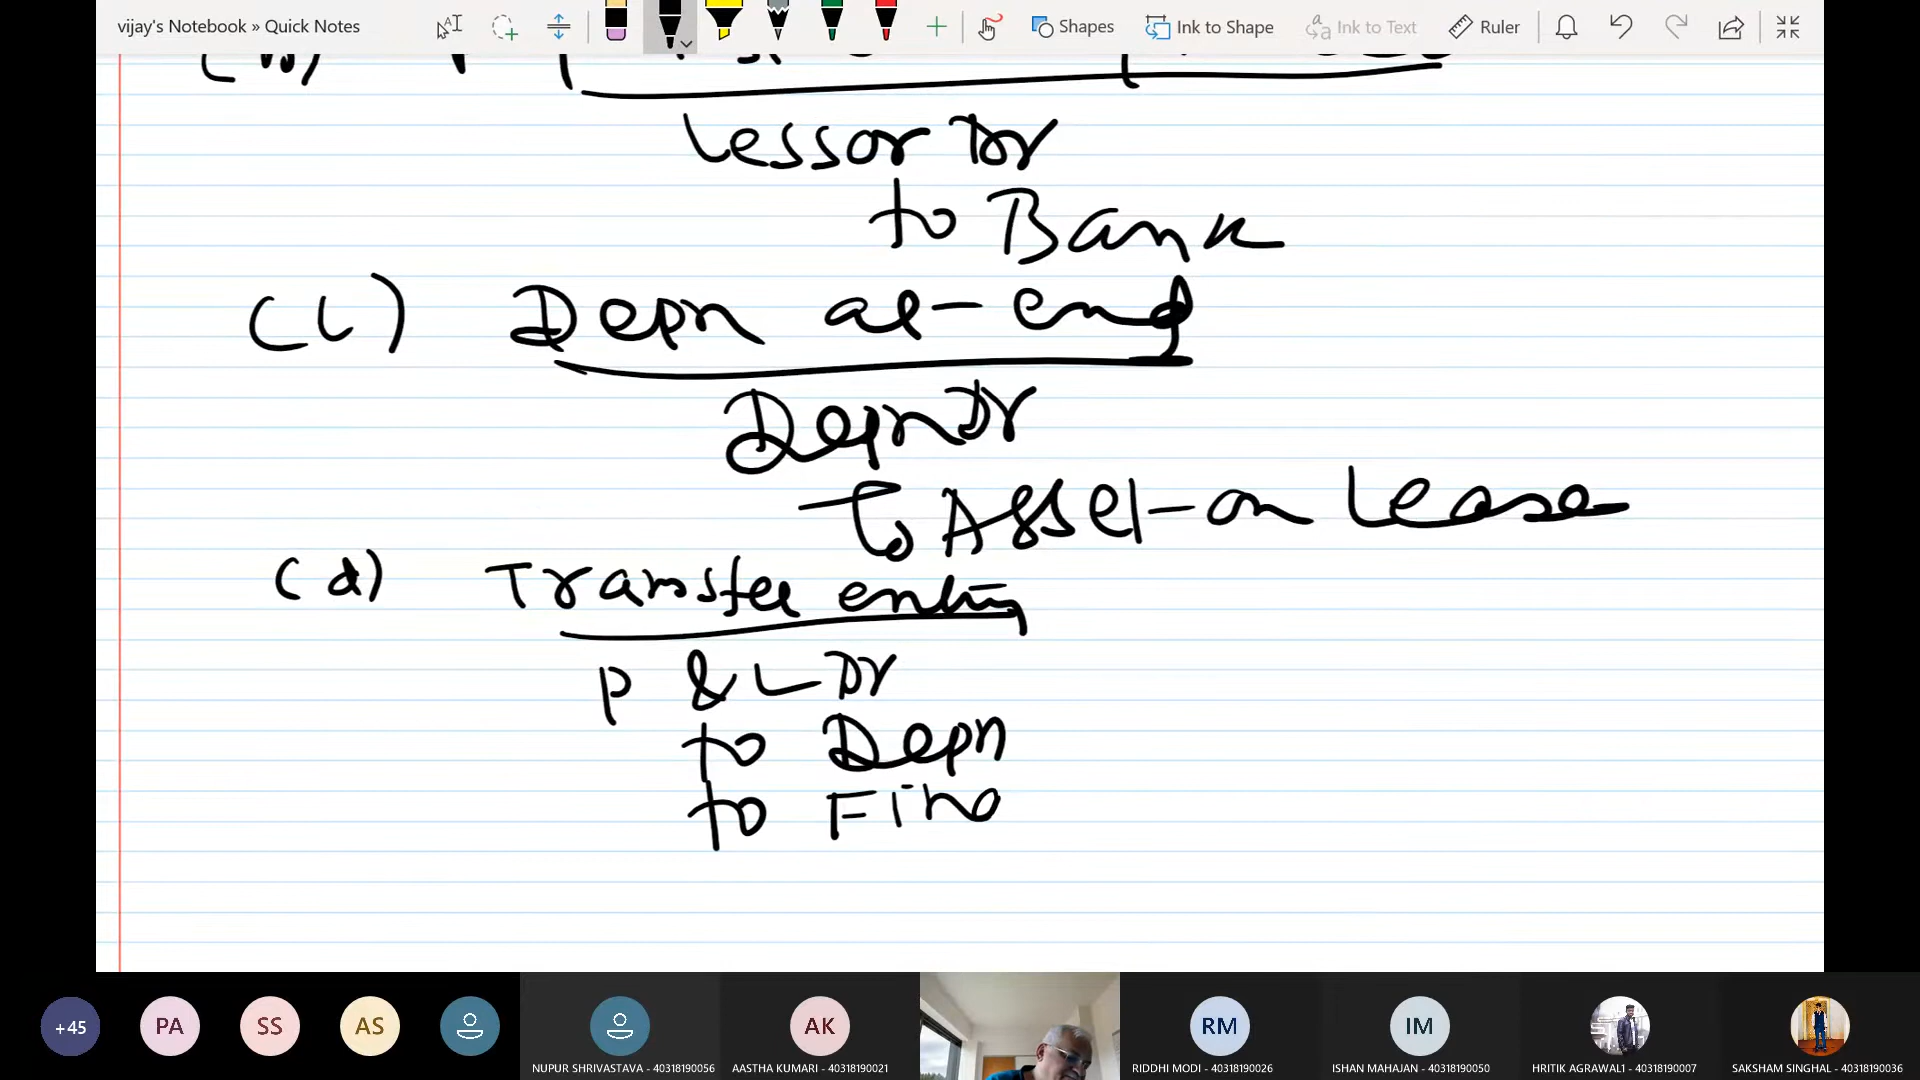 vijay's Notebook » Quick Notes
Shapes
Ink to Shape
Ink to Text
Ruler
Lessor Dr
to Bank
(c) Depn at end
Depn Dr
to Asset on Lease
(d) Transfer entry
P & L Dr
to Depn
to Fina
+45
PA
SS
AS
AK
RM
IM
NUPUR SHRIVASTAVA - 40318190056
AASTHA KUMARI - 40318190021
RIDDHI MODI - 40318190026
ISHAN MAHAJAN - 40318190050
HRITIK AGRAWAL1 - 40318190007
SAKSHAM SINGHAL - 40318190036